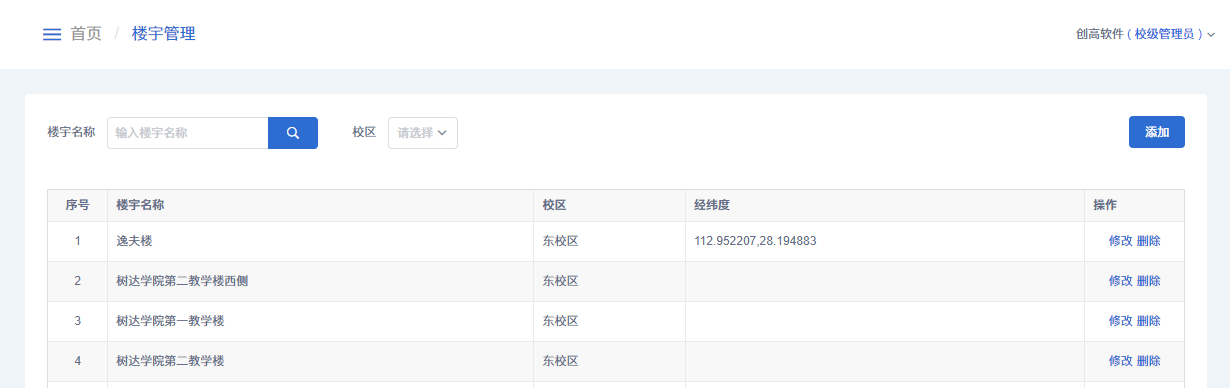 首页 / 楼宇管理
创高软件 ( 校级管理员 )
楼宇名称 输入楼宇名称 校区 请选择 添加
序号 楼宇名称 校区 经纬度 操作
1 逸夫楼 东校区 112.952207,28.194883 修改 删除
2 树达学院第二教学楼西侧 东校区 修改 删除
3 树达学院第一教学楼 东校区 修改 删除
4 树达学院第二教学楼 东校区 修改 删除